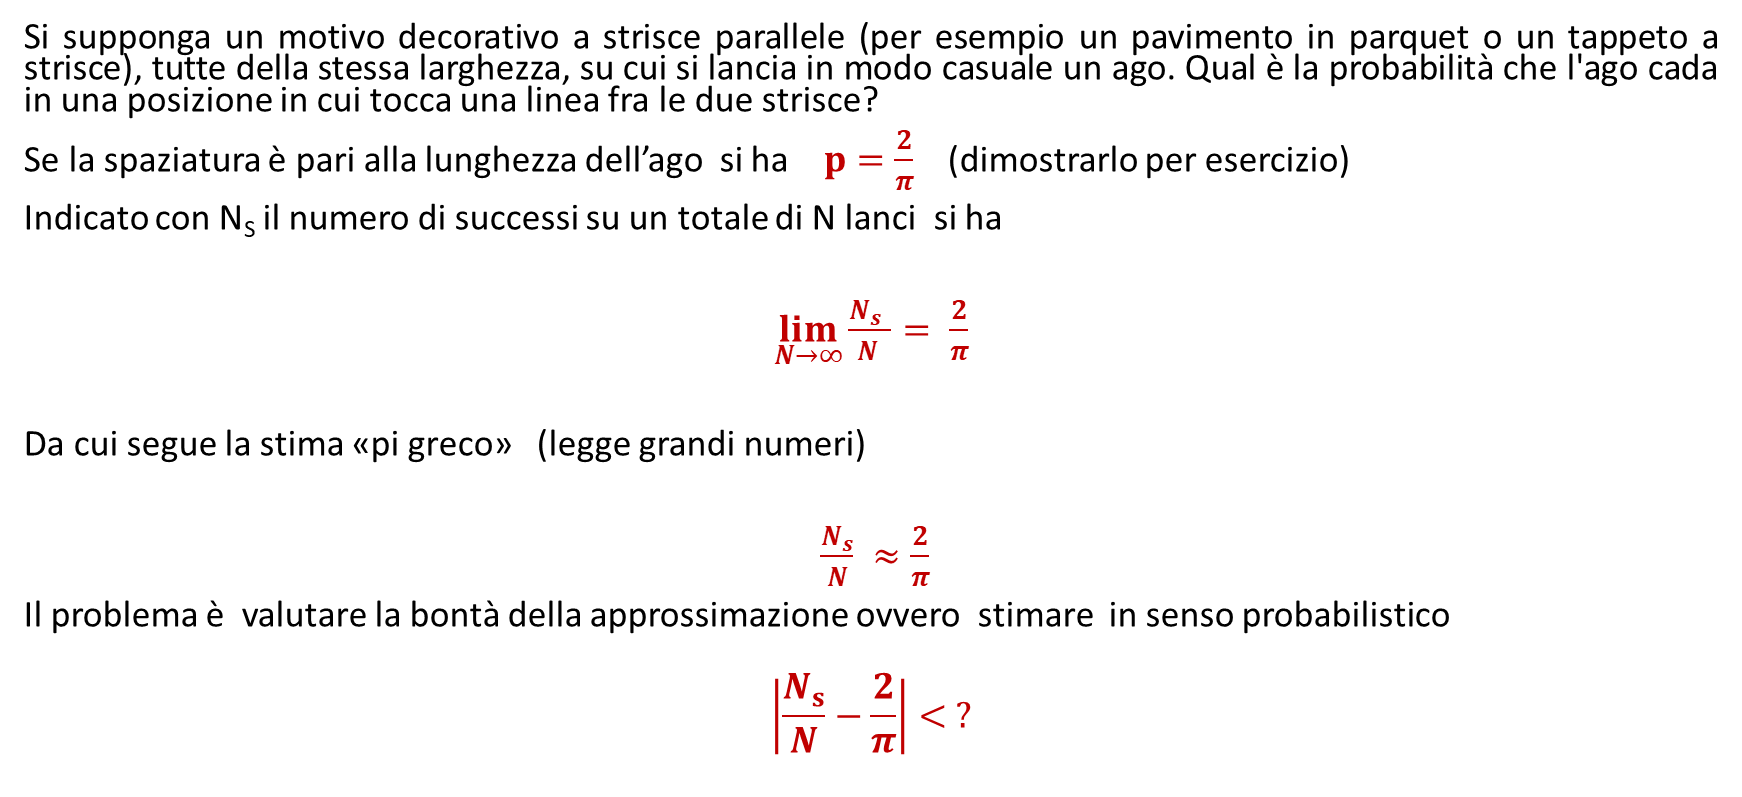 Si supponga un motivo decorativo a strisce parallele (per esempio un pavimento in parquet o un tappeto a
strisce), tutte della stessa larghezza, su cui si lancia in modo casuale un ago. Qual è la probabilità che l'ago cada
in una posizione in cui tocca una linea fra le due strisce?
Se la spaziatura è pari alla lunghezza dell’ago si ha p = 2/π (dimostrarlo per esercizio)
Indicato con N_S il numero di successi su un totale di N lanci si ha
lim_{N→∞} N_s/N = 2/π
Da cui segue la stima «pi greco» (legge grandi numeri)
N_s/N ≈ 2/π
Il problema è valutare la bontà della approssimazione ovvero stimare in senso probabilistico
|N_s/N − 2/π| < ?